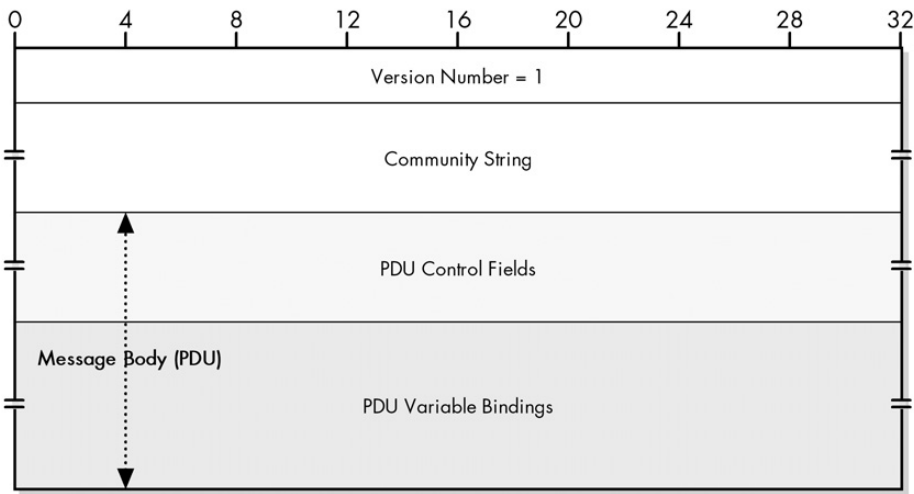 0 4 8 12 16 20 24 28 32
Version Number = 1
Community String
PDU Control Fields
Message Body (PDU)
PDU Variable Bindings